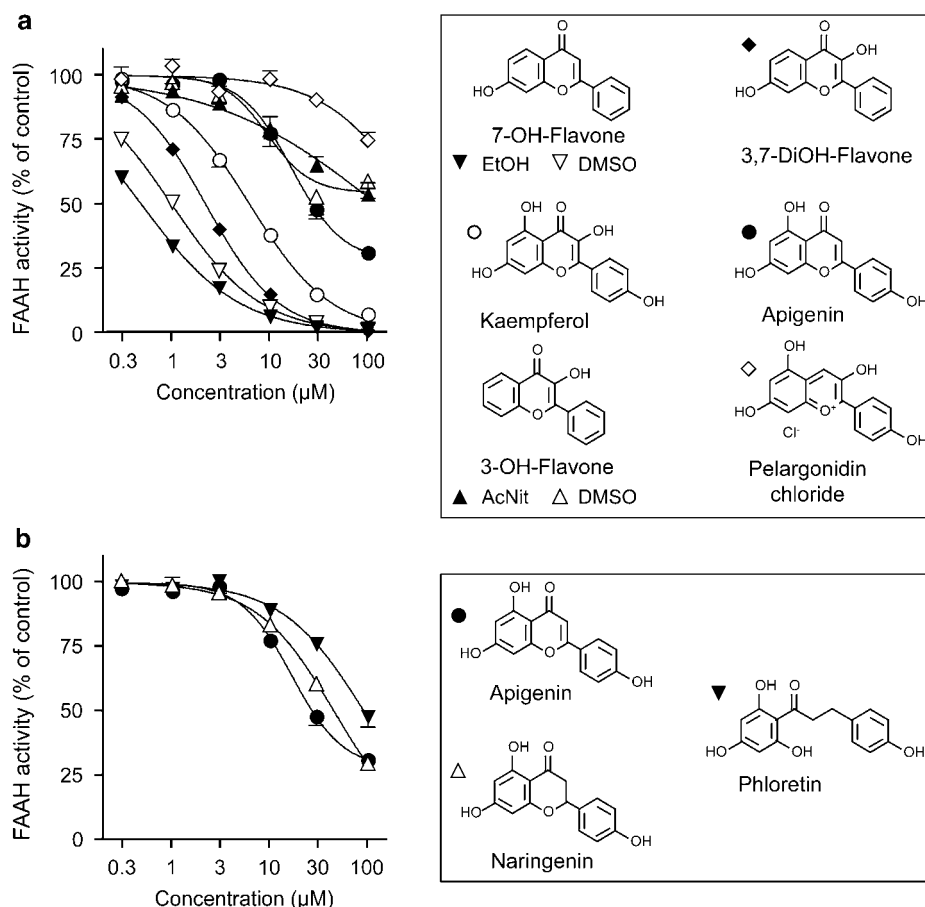 a
FAAH activity (% of control)
100
75
50
25
0
0.3 1 3 10 30 100
Concentration (µM)
O
HO O
7-OH-Flavone
EtOH DMSO
O OH
HO O
3,7-DiOH-Flavone
OH O OH
HO O
OH
Kaempferol
OH O
HO O
OH
Apigenin
O OH
O
3-OH-Flavone
AcNit DMSO
OH OH
HO O+
Cl- OH
Pelargonidin
chloride
b
FAAH activity (% of control)
100
75
50
25
0
0.3 1 3 10 30 100
Concentration (µM)
OH O
HO O
OH
Apigenin
OH O
HO O
OH
Naringenin
OH O
HO OH OH
Phloretin